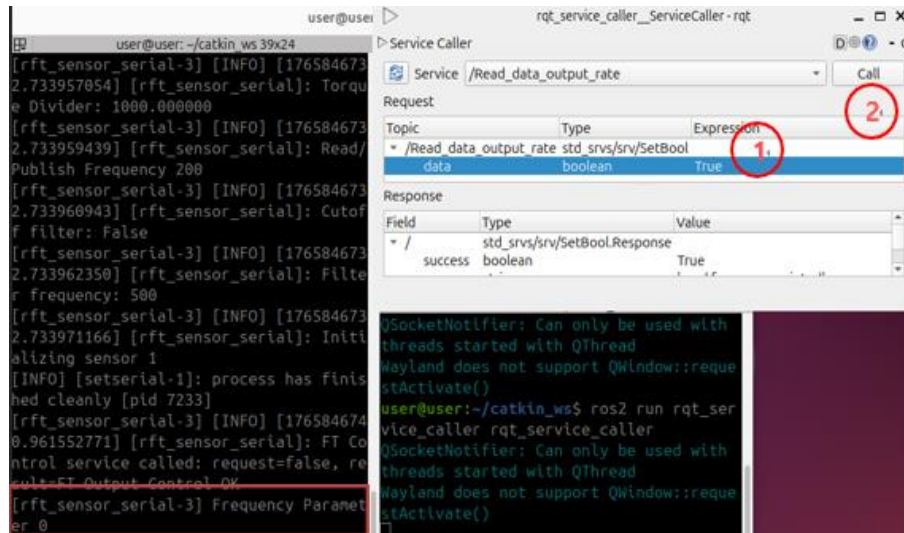 user@user
user@user: ~/catkin_ws 39x24
[rft_sensor_serial-3] [INFO] [176584673
2.733957054] [rft_sensor_serial]: Torqu
e Divider: 1000.000000
[rft_sensor_serial-3] [INFO] [176584673
2.733959439] [rft_sensor_serial]: Read/
Publish Frequency 200
[rft_sensor_serial-3] [INFO] [176584673
2.733960943] [rft_sensor_serial]: Cutof
f filter: False
[rft_sensor_serial-3] [INFO] [176584673
2.733962350] [rft_sensor_serial]: Filte
r frequency: 500
[rft_sensor_serial-3] [INFO] [176584673
2.733971166] [rft_sensor_serial]: Initi
alizing sensor 1
[INFO] [setserial-1]: process has finis
hed cleanly [pid 7233]
[rft_sensor_serial-3] [INFO] [176584674
0.961552771] [rft_sensor_serial]: FT Co
ntrol service called: request=false, re
sult=FT Output Control OK
[rft_sensor_serial-3] Frequency Paramet
er 0
rqt_service_caller__ServiceCaller - rqt
Service Caller
D
Service /Read_data_output_rate Call
Request
2
Topic Type Expression
/Read_data_output_rate std_srvs/srv/SetBool
1
data boolean True
Response
Field Type Value
/ std_srvs/srv/SetBool.Response
success boolean True
QSocketNotifier: Can only be used with
threads started with QThread
Wayland does not support QWindow::reque
stActivate()
user@user:~/catkin_ws$ ros2 run rqt_ser
vice_caller rqt_service_caller
QSocketNotifier: Can only be used with
threads started with QThread
Wayland does not support QWindow::reque
stActivate()